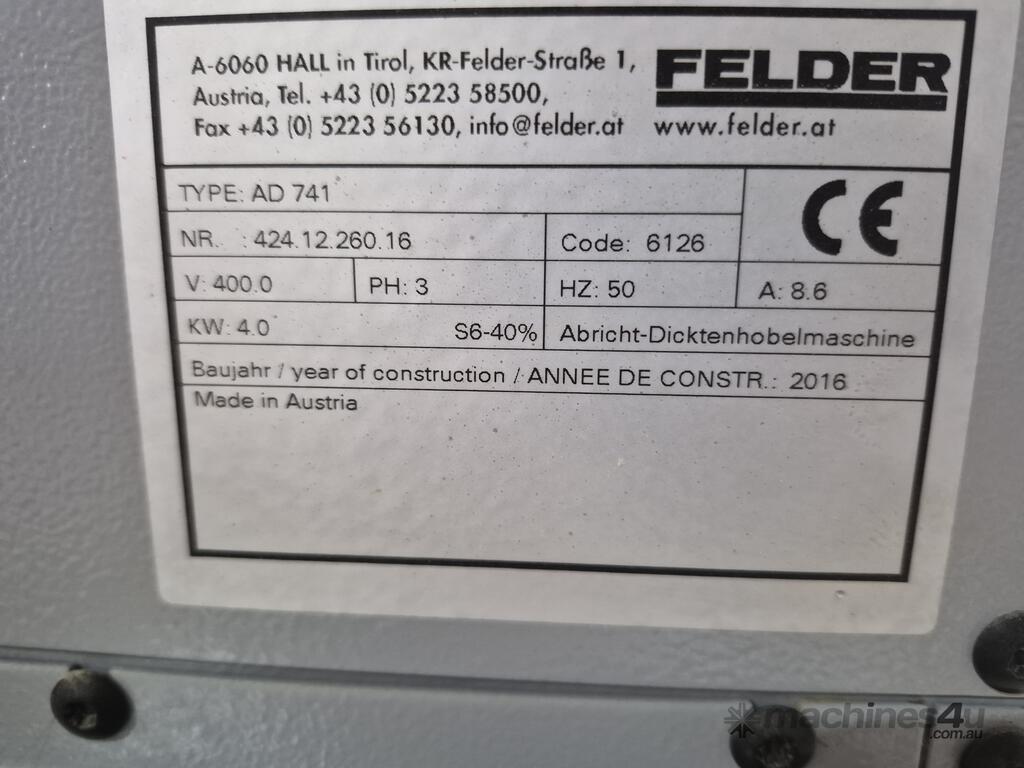 A-6060 HALL in Tirol, KR-Felder-Straße 1,
Austria, Tel. +43 (0) 5223 58500,
Fax +43 (0) 5223 56130, info@felder.at
FELDER
www.felder.at
TYPE: AD 741
CE
NR. : 424.12.260.16
Code: 6126
V: 400.0
PH: 3
HZ: 50
A: 8.6
KW: 4.0
S6-40%
Abricht-Dicktenhobelmaschine
Baujahr / year of construction / ANNEE DE CONSTR.: 2016
Made in Austria
machines4u
.com.au